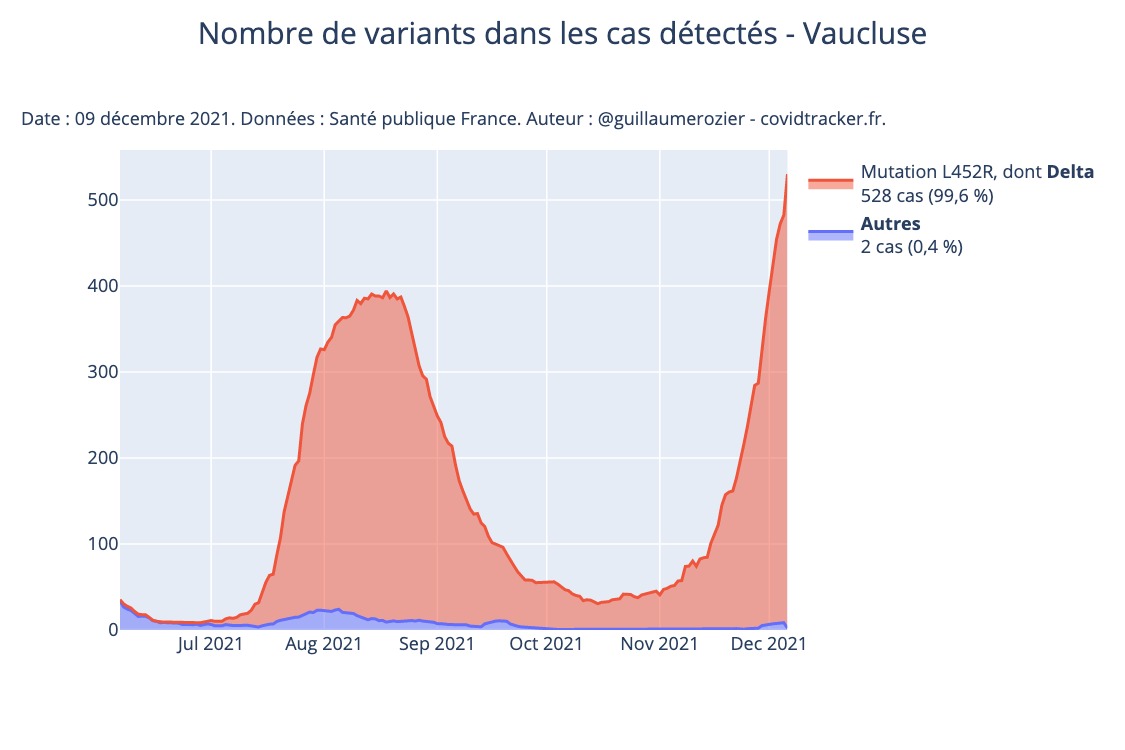 Nombre de variants dans les cas détectés - Vaucluse
Date : 09 décembre 2021. Données : Santé publique France. Auteur : @guillaumerozier - covidtracker.fr.
Mutation L452R, dont Delta
528 cas (99,6 %)
Autres
2 cas (0,4 %)
500
400
300
200
100
0
Jul 2021 Aug 2021 Sep 2021 Oct 2021 Nov 2021 Dec 2021